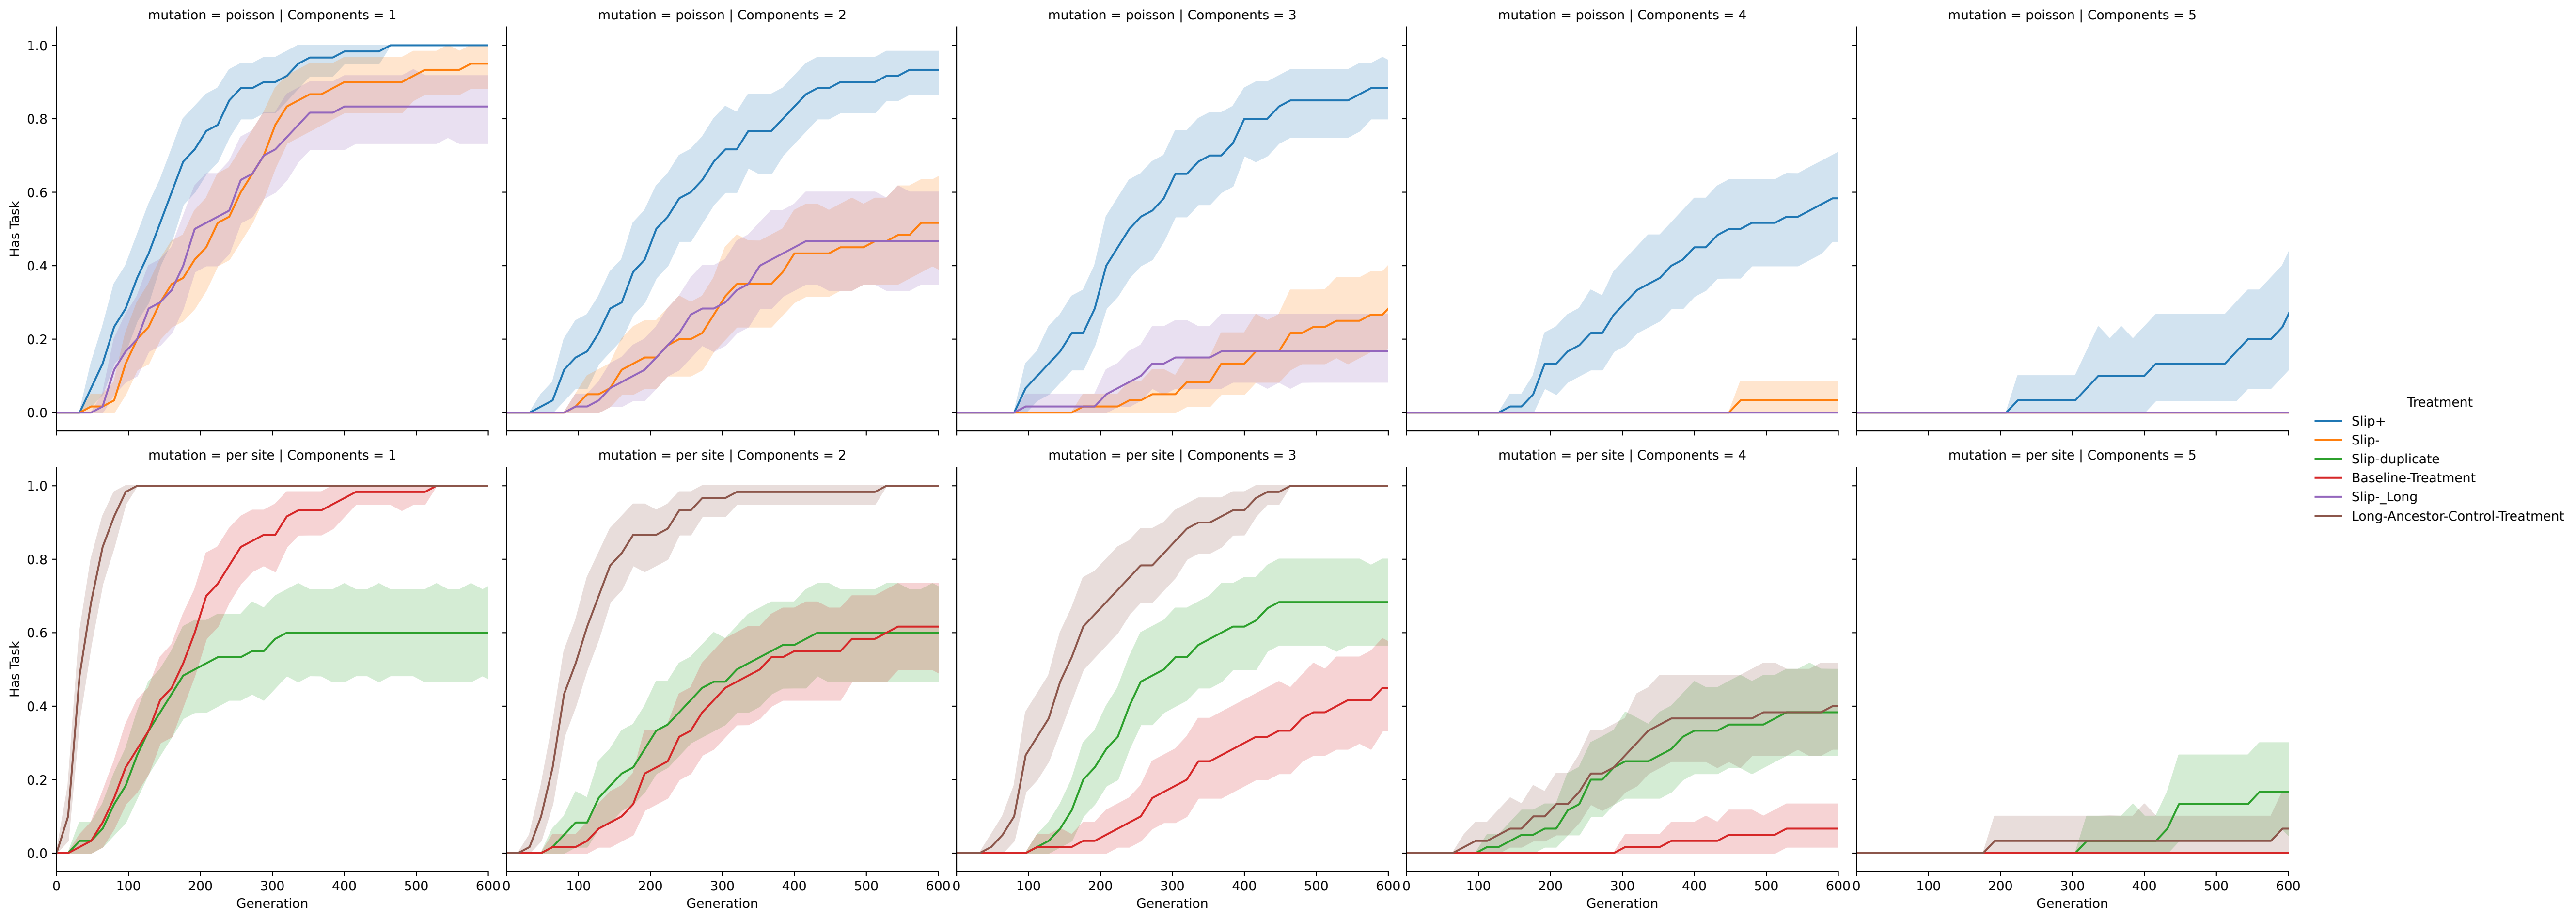 mutation = poisson | Components = 1
mutation = poisson | Components = 2
mutation = poisson | Components = 3
mutation = poisson | Components = 4
mutation = poisson | Components = 5
1.0
0.8
0.6
0.4
0.2
0.0
Has Task
Treatment
Slip+
Slip-
Slip-duplicate
Baseline-Treatment
Slip-_Long
Long-Ancestor-Control-Treatment
mutation = per site | Components = 1
mutation = per site | Components = 2
mutation = per site | Components = 3
mutation = per site | Components = 4
mutation = per site | Components = 5
1.0
0.8
0.6
0.4
0.2
0.0
Has Task
0 100 200 300 400 500 600
0 100 200 300 400 500 600
0 100 200 300 400 500 600
0 100 200 300 400 500 600
0 100 200 300 400 500 600
Generation
Generation
Generation
Generation
Generation